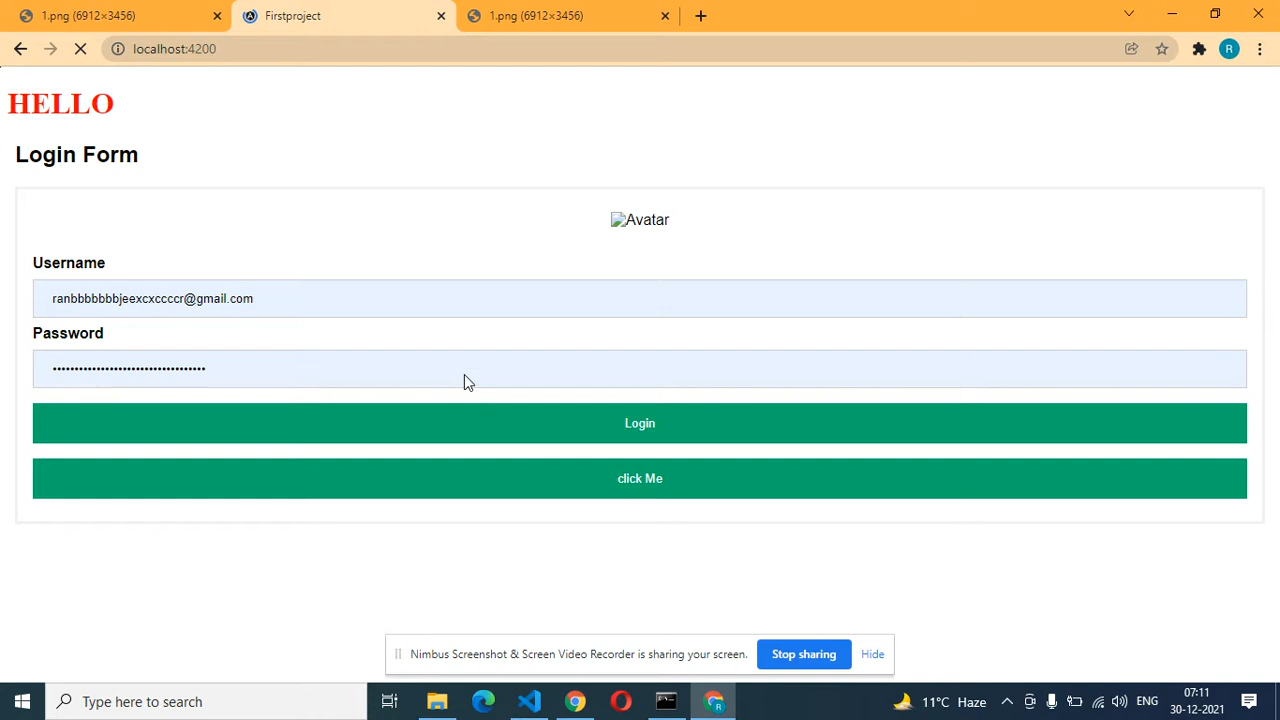 1.png (6912×3456)
Firstproject
1.png (6912×3456)
localhost:4200
R
HELLO
Login Form
Avatar
Username
ranbbbbbbbjeexcxccccr@gmail.com
Password
Login
click Me
Nimbus Screenshot & Screen Video Recorder is sharing your screen.
Stop sharing
Hide
Type here to search
R
11°C Haze
ENG
07:11
30-12-2021